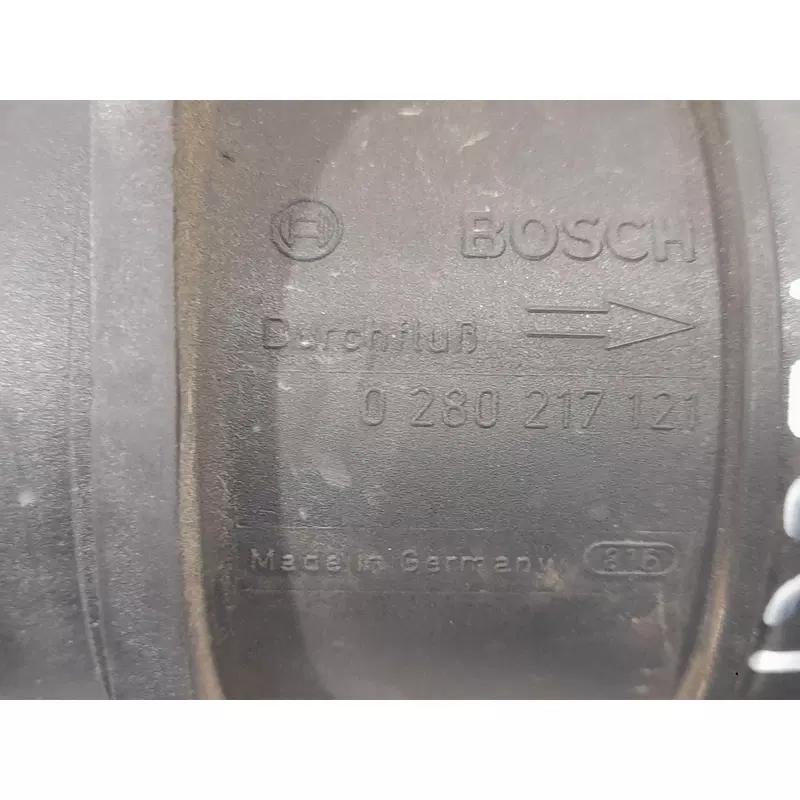 BOSCH
Durchfluß
0 280 217 121
Made in Germany